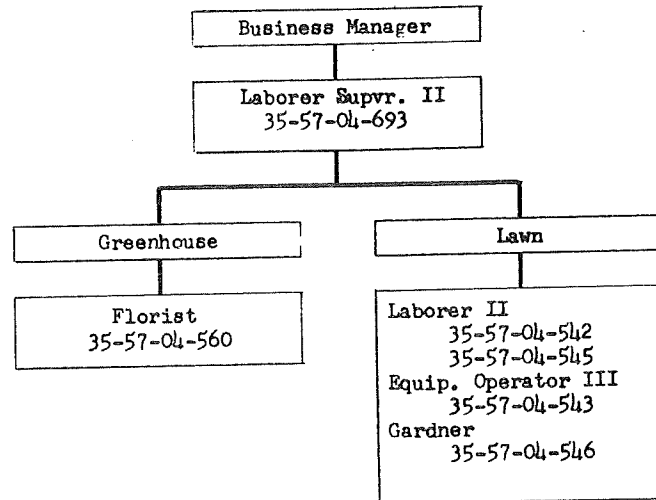 Business Manager
Laborer Supvr. II
35-57-04-693
Greenhouse
Lawn
Florist
35-57-04-560
Laborer II
35-57-04-542
35-57-04-545
Equip. Operator III
35-57-04-543
Gardner
35-57-04-546